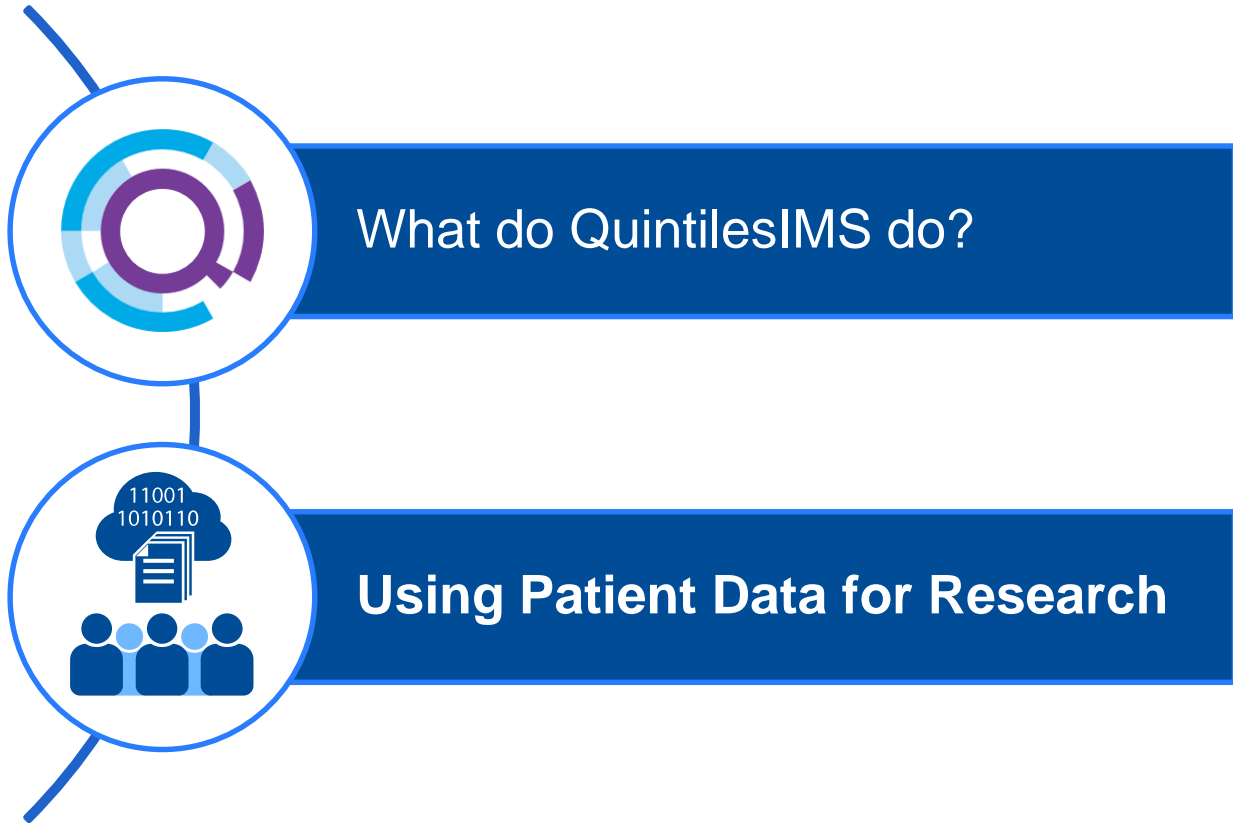 What do QuintilesIMS do?
11001
1010110
Using Patient Data for Research